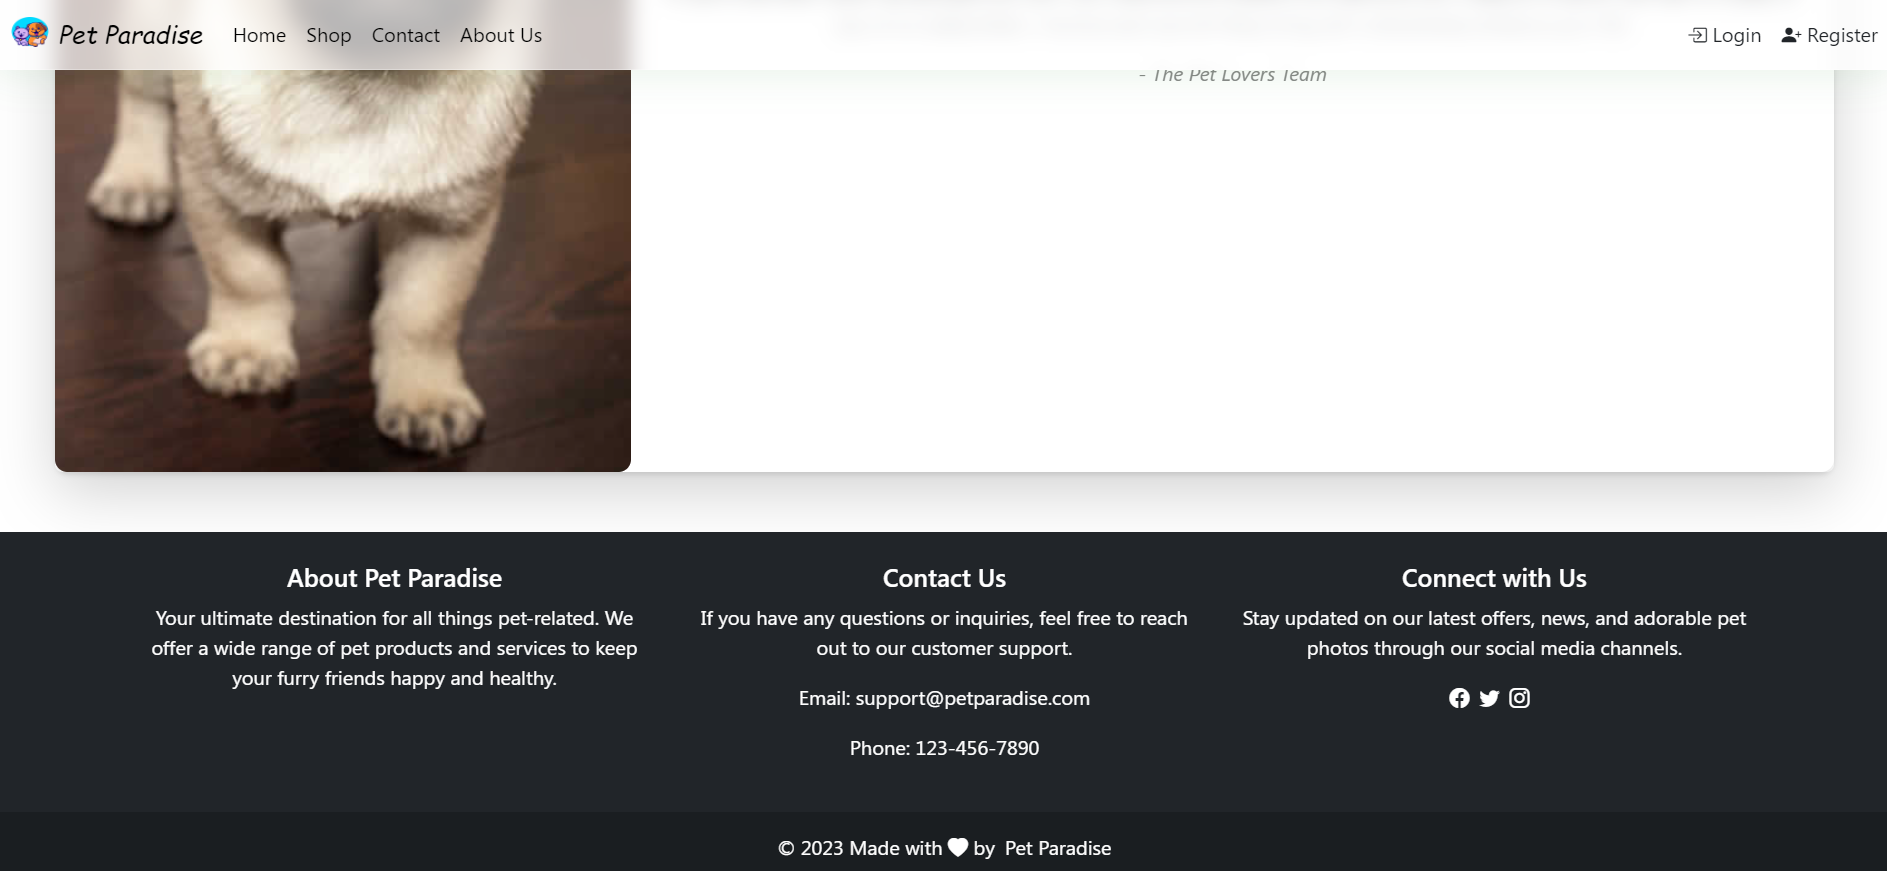 Pet Paradise Home Shop Contact About Us Login Register
- The Pet Lovers Team
About Pet Paradise
Your ultimate destination for all things pet-related. We
offer a wide range of pet products and services to keep
your furry friends happy and healthy.
Contact Us
If you have any questions or inquiries, feel free to reach
out to our customer support.
Email: support@petparadise.com
Phone: 123-456-7890
Connect with Us
Stay updated on our latest offers, news, and adorable pet
photos through our social media channels.
© 2023 Made with by Pet Paradise